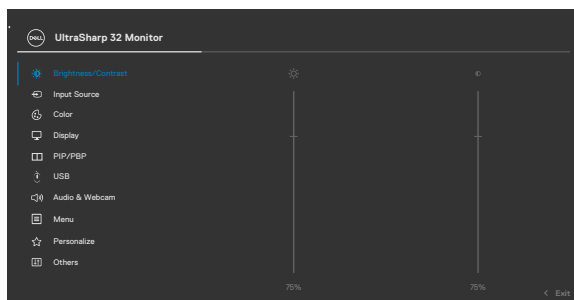 DELL
UltraSharp 32 Monitor
Brightness/Contrast
Input Source
Color
Display
PIP/PBP
USB
Audio & Webcam
Menu
Personalize
Others
75%
75%
< Exit